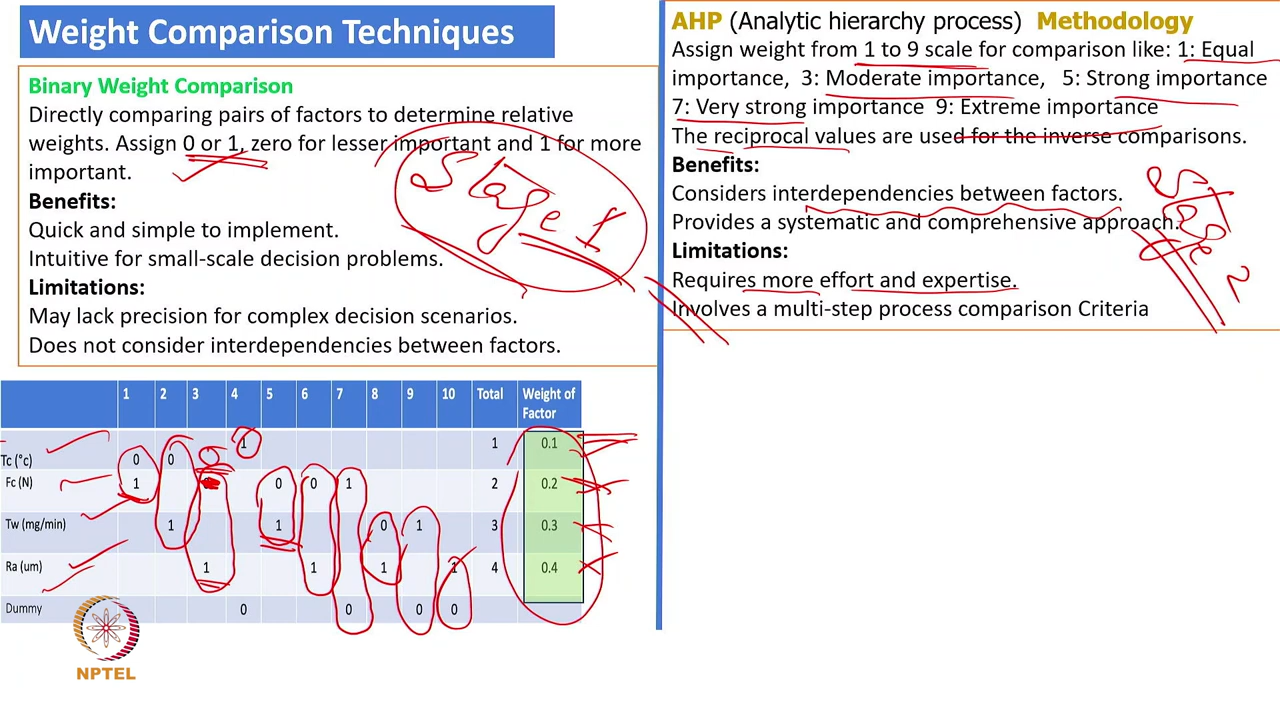 Weight Comparison Techniques
Binary Weight Comparison
Directly comparing pairs of factors to determine relative
weights. Assign 0 or 1, zero for lesser important and 1 for more
important.
Benefits:
Quick and simple to implement.
Intuitive for small-scale decision problems.
Limitations:
May lack precision for complex decision scenarios.
Does not consider interdependencies between factors.
Stage 1
AHP (Analytic hierarchy process) Methodology
Assign weight from 1 to 9 scale for comparison like: 1: Equal
importance, 3: Moderate importance, 5: Strong importance
7: Very strong importance 9: Extreme importance
The reciprocal values are used for the inverse comparisons.
Benefits:
Considers interdependencies between factors.
Provides a systematic and comprehensive approach.
Limitations:
Requires more effort and expertise.
Involves a multi-step process comparison Criteria
Stage 2
1 2 3 4 5 6 7 8 9 10 Total Weight of
Factor
Tc (°c) 0 0 0 1 1 0.1
Fc (N) 1 0 0 1 2 0.2
Tw (mg/min) 1 1 0 1 3 0.3
Ra (um) 1 1 1 1 4 0.4
Dummy 0 0 0 0
NPTEL